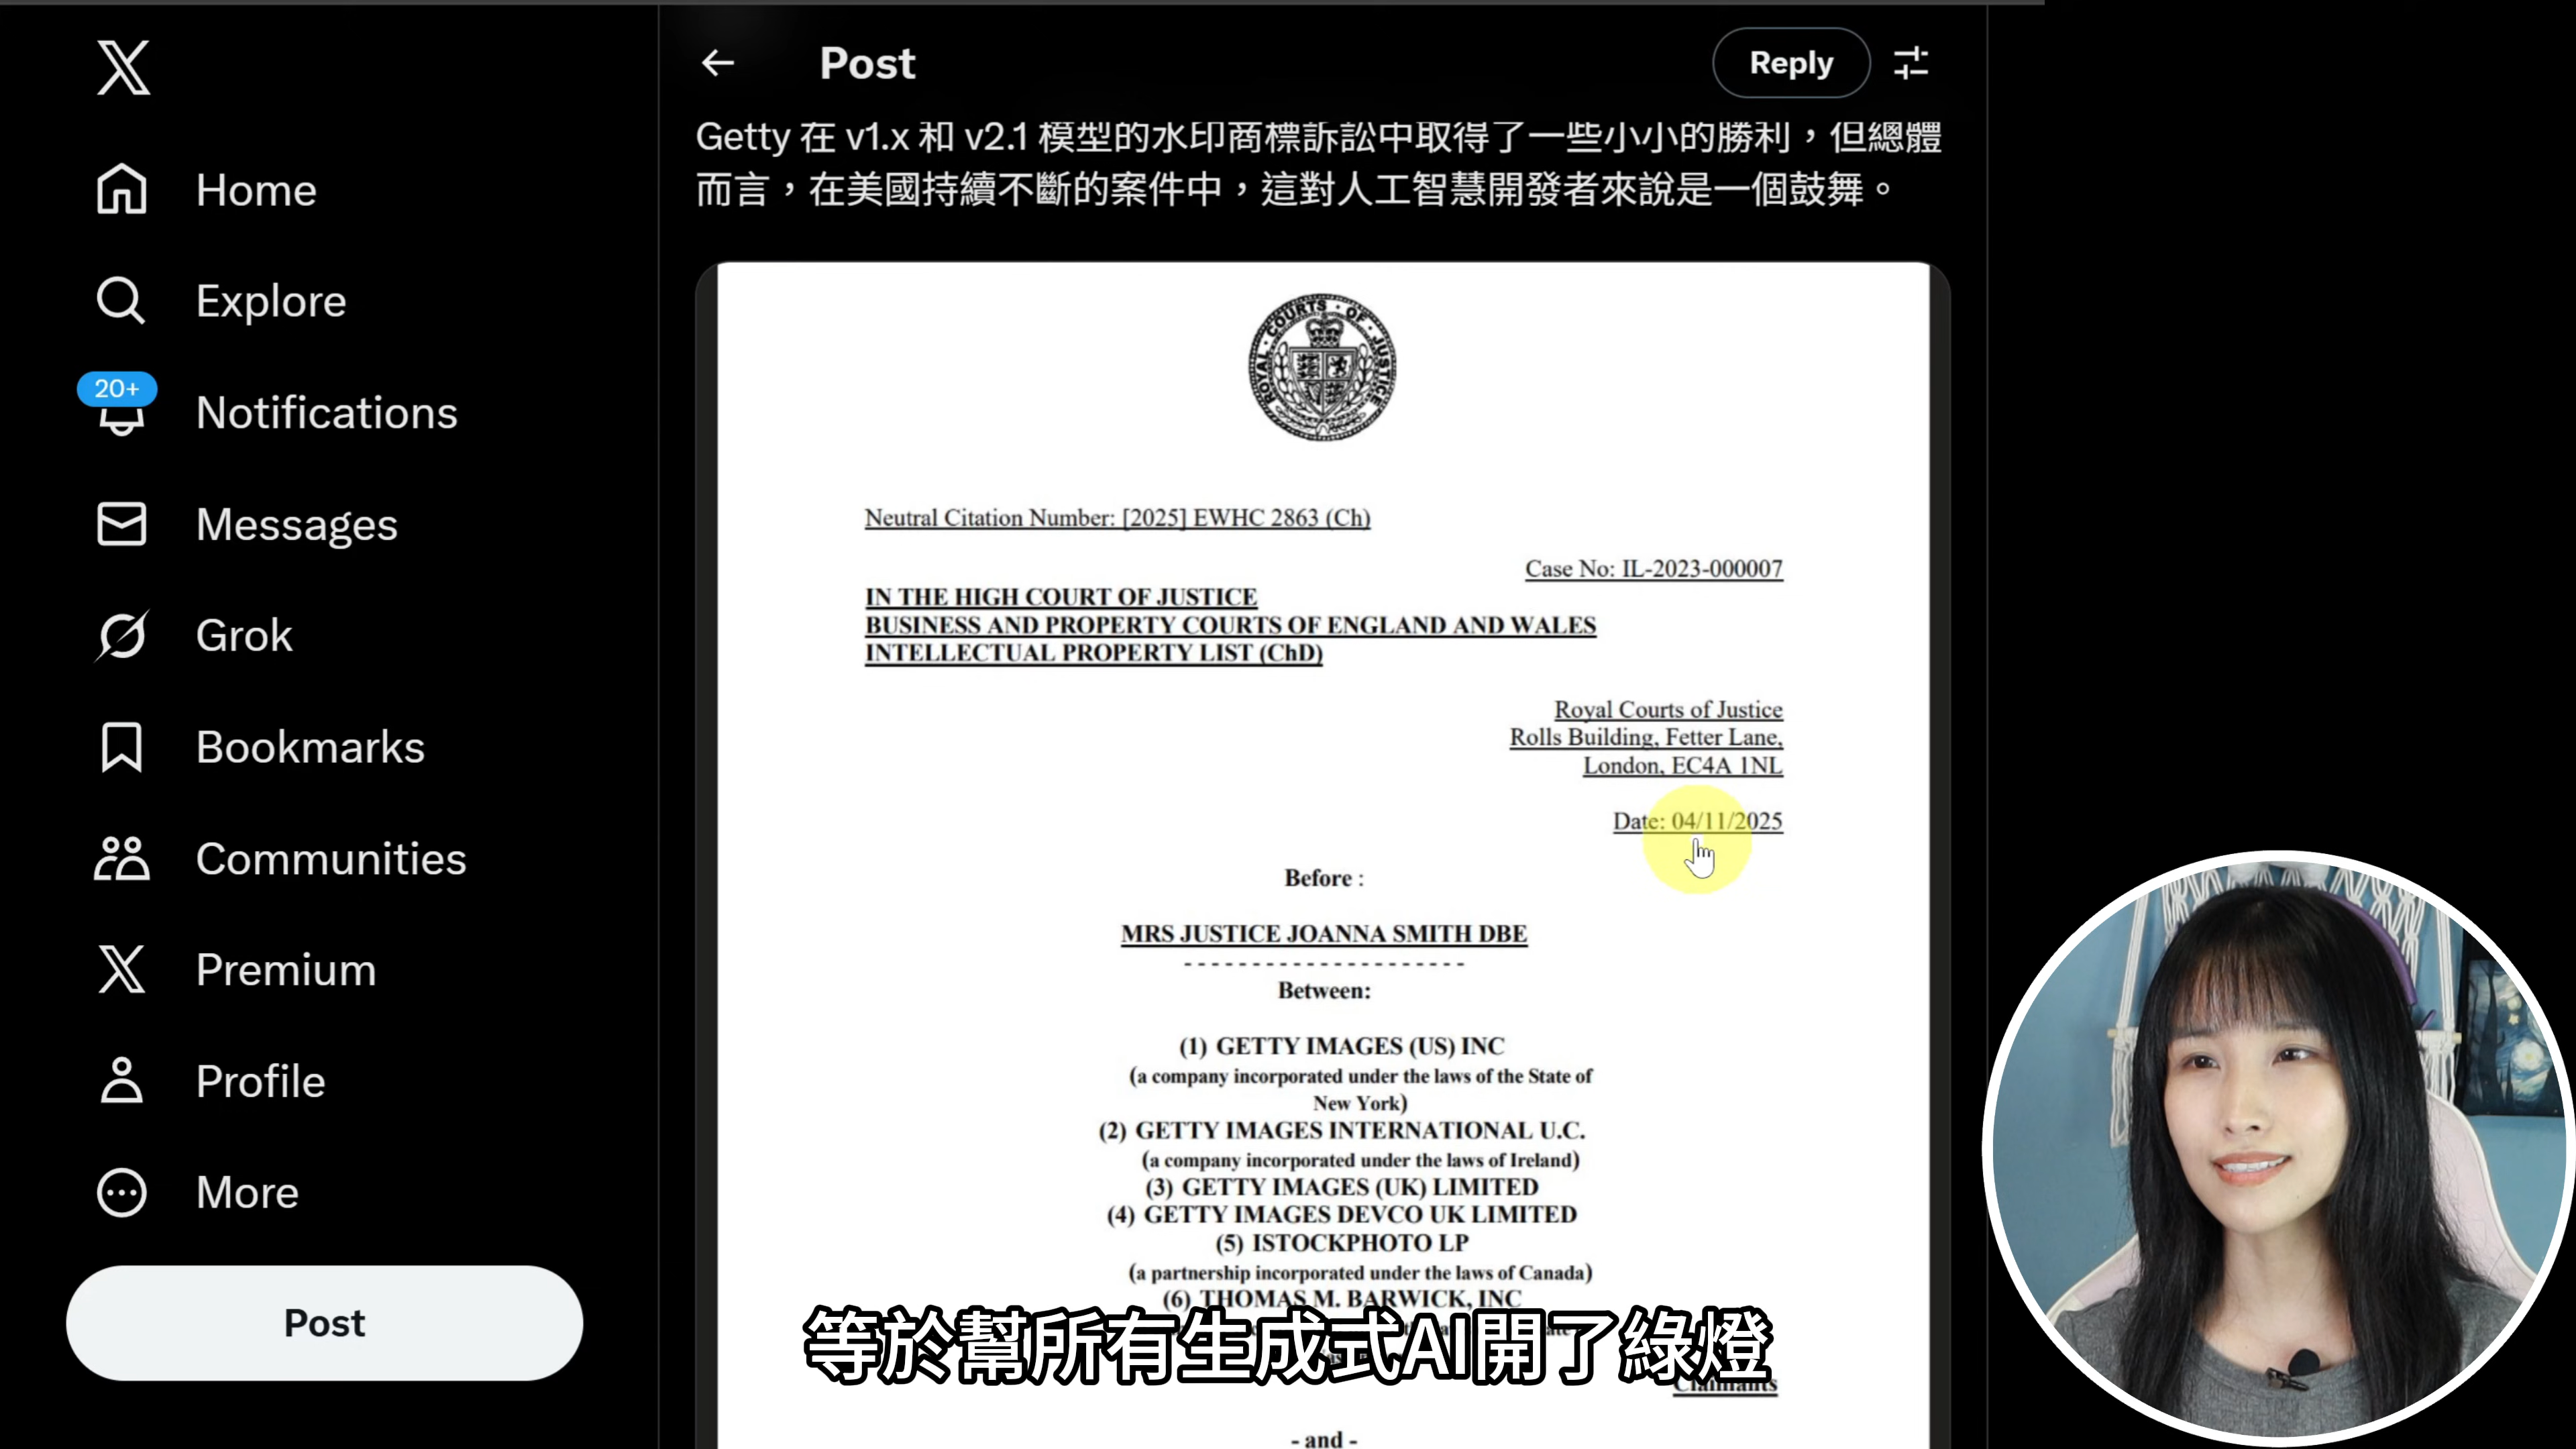 Post
Reply
Home
Explore
20+
Notifications
Messages
Grok
Bookmarks
Communities
Premium
Profile
More
Post
Getty 在 v1.x 和 v2.1 模型的水印商標訴訟中取得了一些小小的勝利，但總體
而言，在美國持續不斷的案件中，這對人工智慧開發者來說是一個鼓舞。
ROYAL · COURTS · OF · JUSTICE
Neutral Citation Number: [2025] EWHC 2863 (Ch)
Case No: IL-2023-000007
IN THE HIGH COURT OF JUSTICE
BUSINESS AND PROPERTY COURTS OF ENGLAND AND WALES
INTELLECTUAL PROPERTY LIST (ChD)
Royal Courts of Justice
Rolls Building, Fetter Lane,
London, EC4A 1NL
Date: 04/11/2025
Before :
MRS JUSTICE JOANNA SMITH DBE
- - - - - - - - - - - - - - - - - - - - -
Between:
(1) GETTY IMAGES (US) INC
(a company incorporated under the laws of the State of
New York)
(2) GETTY IMAGES INTERNATIONAL U.C.
(a company incorporated under the laws of Ireland)
(3) GETTY IMAGES (UK) LIMITED
(4) GETTY IMAGES DEVCO UK LIMITED
(5) ISTOCKPHOTO LP
(a partnership incorporated under the laws of Canada)
(6) THOMAS M. BARWICK, INC
等於幫所有生成式AI開了綠燈
Claimants
- and -